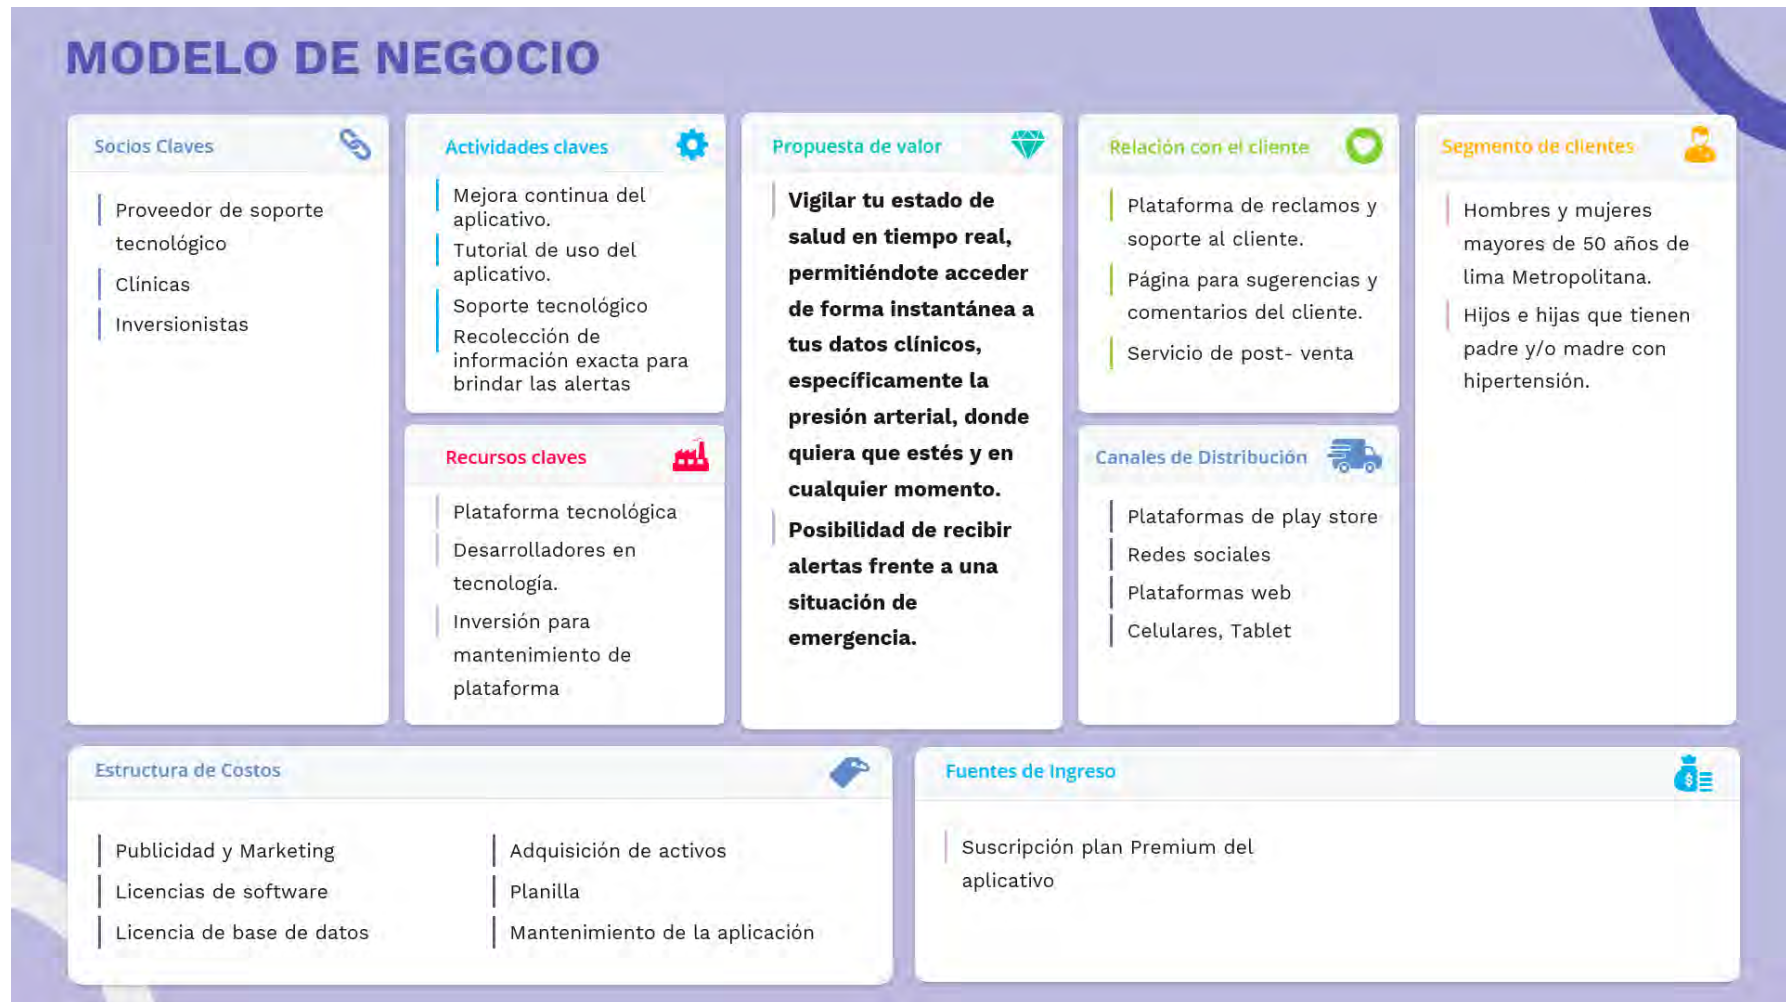 MODELO DE NEGOCIO
Socios Claves
Proveedor de soporte
tecnológico
Clínicas
Inversionistas
Actividades claves
Mejora continua del
aplicativo.
Tutorial de uso del
aplicativo.
Soporte tecnológico
Recolección de
información exacta para
brindar las alertas
Recursos claves
Plataforma tecnológica
Desarrolladores en
tecnología.
Inversión para
mantenimiento de
plataforma
Propuesta de valor
Vigilar tu estado de
salud en tiempo real,
permitiéndote acceder
de forma instantánea a
tus datos clínicos,
específicamente la
presión arterial, donde
quiera que estés y en
cualquier momento.
Posibilidad de recibir
alertas frente a una
situación de
emergencia.
Relación con el cliente
Plataforma de reclamos y
soporte al cliente.
Página para sugerencias y
comentarios del cliente.
Servicio de post- venta
Canales de Distribución
Plataformas de play store
Redes sociales
Plataformas web
Celulares, Tablet
Segmento de clientes
Hombres y mujeres
mayores de 50 años de
lima Metropolitana.
Hijos e hijas que tienen
padre y/o madre con
hipertensión.
Estructura de Costos
Publicidad y Marketing
Licencias de software
Licencia de base de datos
Adquisición de activos
Planilla
Mantenimiento de la aplicación
Fuentes de Ingreso
$
Suscripción plan Premium del
aplicativo